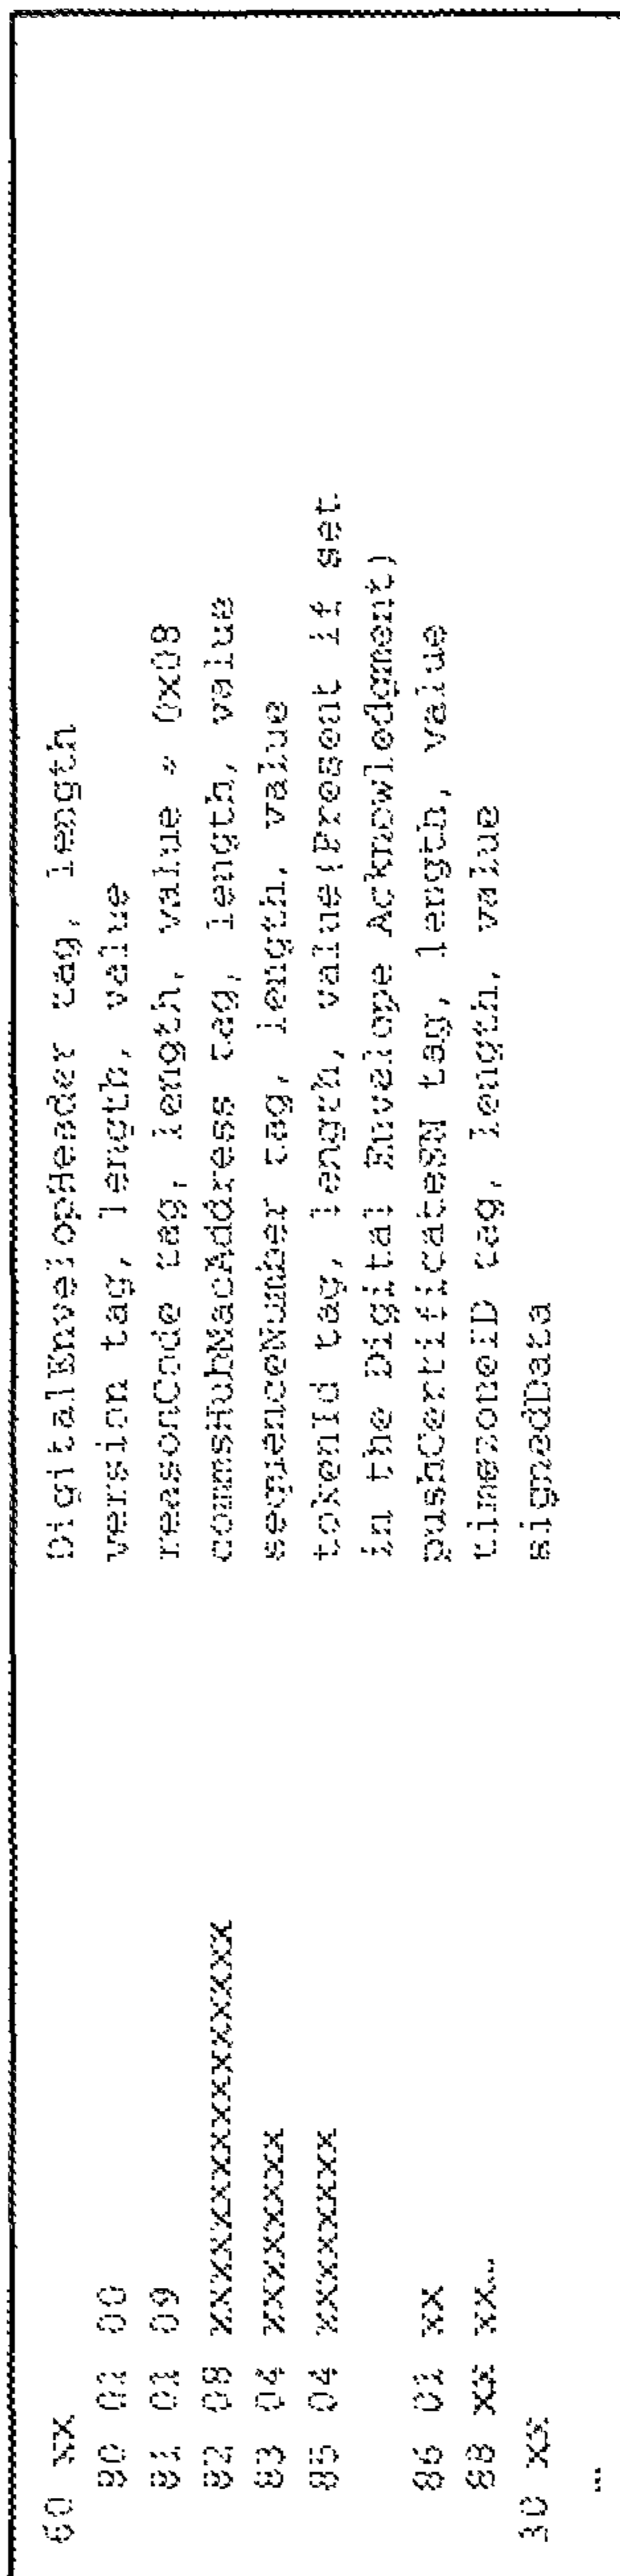 60 xx DigitalEnvelopHeader tag, length
80 01 00 version tag, length, value
81 01 09 reasonCode tag, length, value = 0x08
82 08 xxxxxxxxxxxxxxxx commsHubMacAddress tag, length, value
83 04 xxxxxxxx sequenceNumber tag, length, value
85 04 xxxxxxxx tokenId tag, length, value(Present if set
in the Digital Envelope Acknowledgment)
86 01 xx pushCertificateSN tag, length, value
88 xx xx… timezoneID tag, length, value
30 xx signedData
…